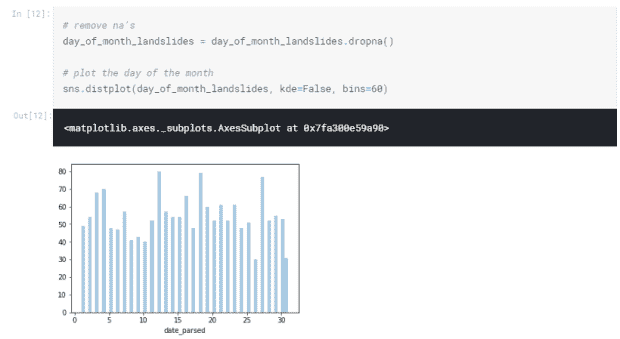 In [12]:
# remove na's
day_of_month_landslides = day_of_month_landslides.dropna()
# plot the day of the month
sns.distplot(day_of_month_landslides, kde=False, bins=60)
Out[12]:
<matplotlib.axes._subplots.AxesSubplot at 0x7fa300e59a90>
80
70
60
50
40
30
20
10
0
0 5 10 15 20 25 30
date_parsed